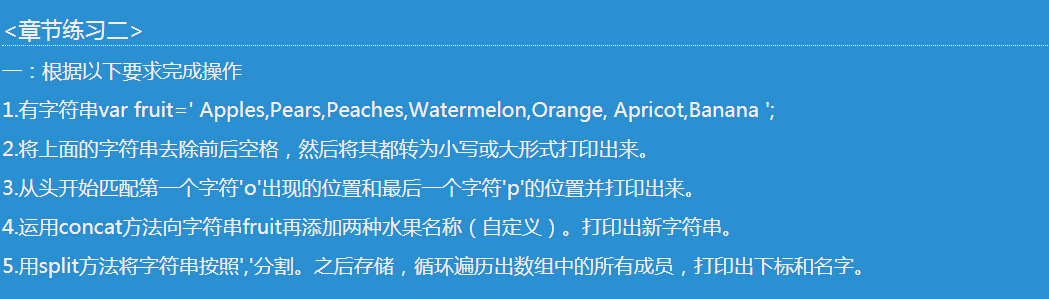 <章节练习二>
一：根据以下要求完成操作
1.有字符串var fruit=' Apples,Pears,Peaches,Watermelon,Orange, Apricot,Banana ';
2.将上面的字符串去除前后空格，然后将其都转为小写或大形式打印出来。
3.从头开始匹配第一个字符'o'出现的位置和最后一个字符'p'的位置并打印出来。
4.运用concat方法向字符串fruit再添加两种水果名称（自定义）。打印出新字符串。
5.用split方法将字符串按照','分割。之后存储，循环遍历出数组中的所有成员，打印出下标和名字。